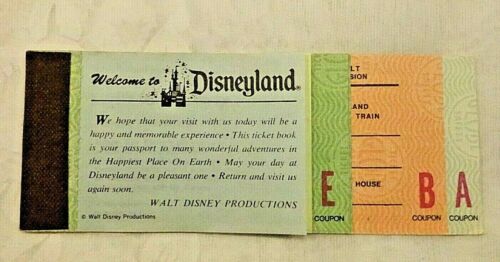 Welcome to Disneyland®
We hope that your visit with us today will be a
happy and memorable experience • This ticket book
is your passport to many wonderful adventures in
the Happiest Place On Earth • May your day at
Disneyland be a pleasant one • Return and visit us
again soon.
WALT DISNEY PRODUCTIONS
© Walt Disney Productions
E
COUPON
LT
SION
LAND
TRAIN
HOUSE
B
COUPON
A
COUPON